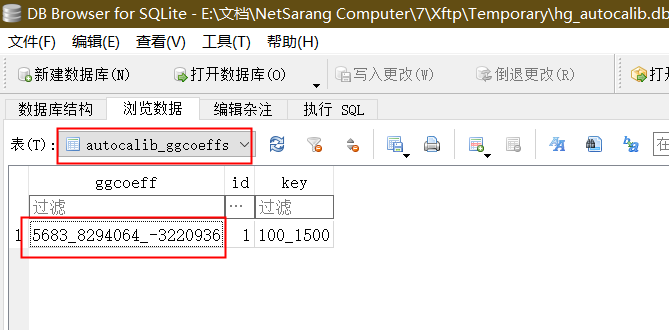 DB Browser for SQLite - E:\文档\NetSarang Computer\7\Xftp\Temporary\hg_autocalib.db
文件(F) 编辑(E) 查看(V) 工具(T) 帮助(H)
新建数据库(N) 打开数据库(O) 写入更改(W) 倒退更改(R) 打开
数据库结构 浏览数据 编辑杂注 执行 SQL
表(T): autocalib_ggcoeffs 在
ggcoeff id key
过滤 ... 过滤
1 5683_8294064_-3220936 1 100_1500